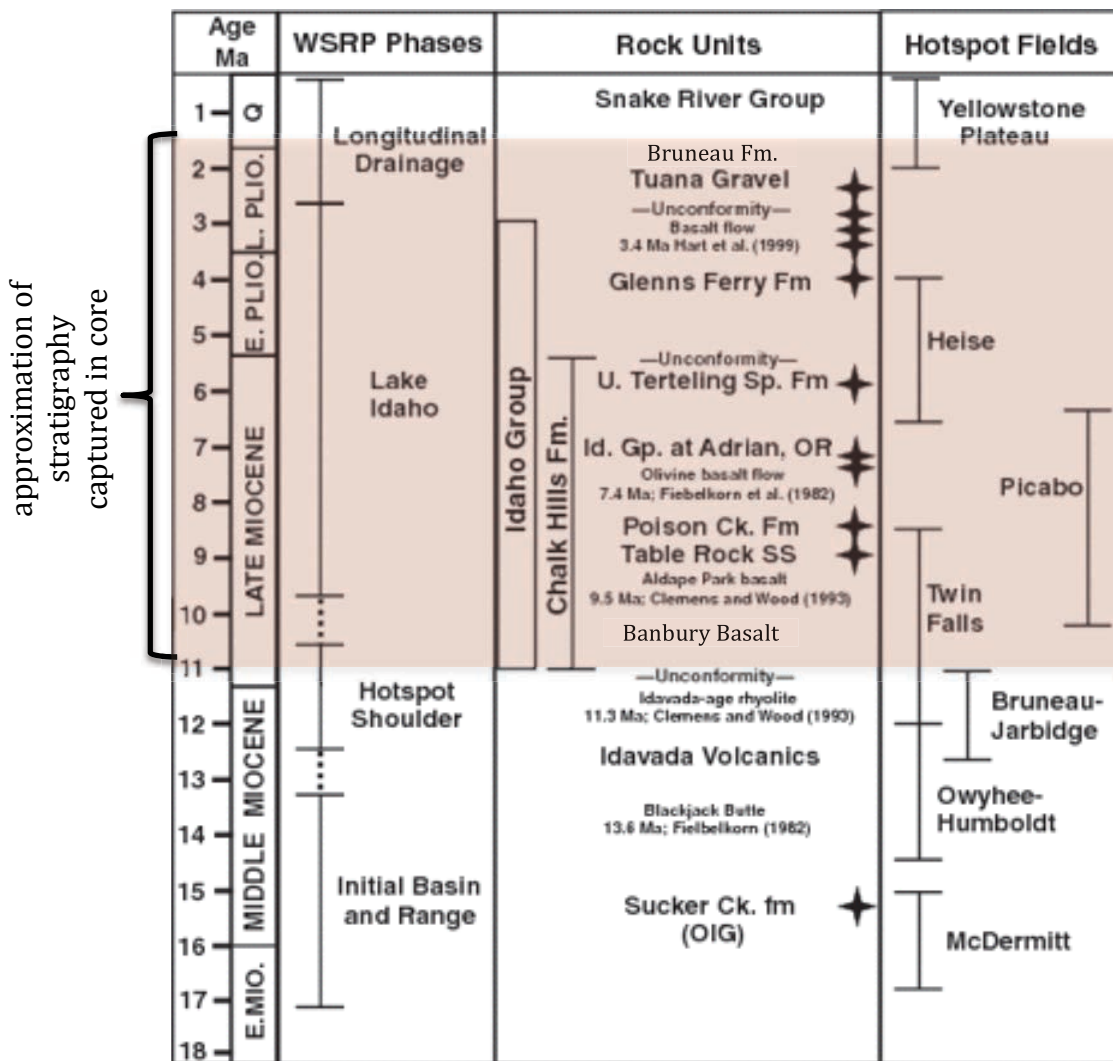 Age
Ma
WSRP Phases
Rock Units
Hotspot Fields
approximation of
stratigraphy
captured in core
1
2
3
4
5
6
7
8
9
10
11
12
13
14
15
16
17
18
Q
L. PLIO.
E. PLIO.
LATE MIOCENE
MIDDLE MIOCENE
E.MIO.
Longitudinal
Drainage
Lake
Idaho
Hotspot
Shoulder
Initial Basin
and Range
Idaho Group
Chalk Hills Fm.
Snake River Group
Bruneau Fm.
Tuana Gravel
—Unconformity—
Basalt flow
3.4 Ma Hart et al. (1999)
Glenns Ferry Fm
—Unconformity—
U. Terteling Sp. Fm
Id. Gp. at Adrian, OR
Olivine basalt flow
7.4 Ma; Fiebelkorn et al. (1982)
Poison Ck. Fm
Table Rock SS
Aldape Park basalt
9.5 Ma; Clemens and Wood (1993)
Banbury Basalt
—Unconformity—
Idavada-age rhyolite
11.3 Ma; Clemens and Wood (1993)
Idavada Volcanics
Blackjack Butte
13.6 Ma; Fielbelkorn (1982)
Sucker Ck. fm
(OIG)
Yellowstone
Plateau
Heise
Picabo
Twin
Falls
Bruneau-
Jarbidge
Owyhee-
Humboldt
McDermitt